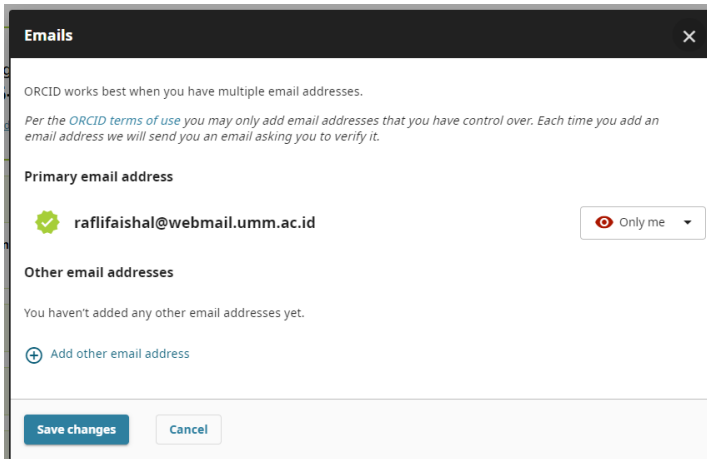 Emails
ORCID works best when you have multiple email addresses.
Per the ORCID terms of use you may only add email addresses that you have control over. Each time you add an
email address we will send you an email asking you to verify it.
Primary email address
raflifaishal@webmail.umm.ac.id
Only me
Other email addresses
You haven't added any other email addresses yet.
Add other email address
Save changes
Cancel